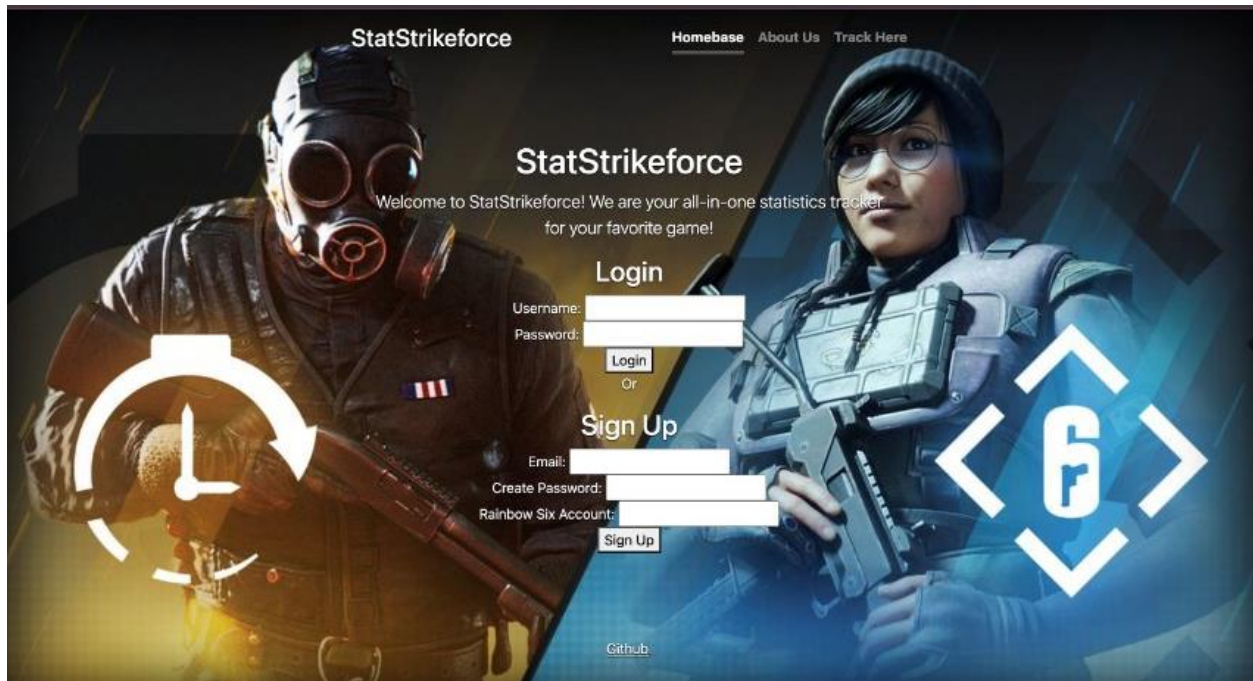 StatStrikeforce
Homebase About Us Track Here
StatStrikeforce
Welcome to StatStrikeforce! We are your all-in-one statistics tracker
for your favorite game!
Login
Username:
Password:
Login
Or
Sign Up
Email:
Create Password:
Rainbow Six Account:
Sign Up
6
Github